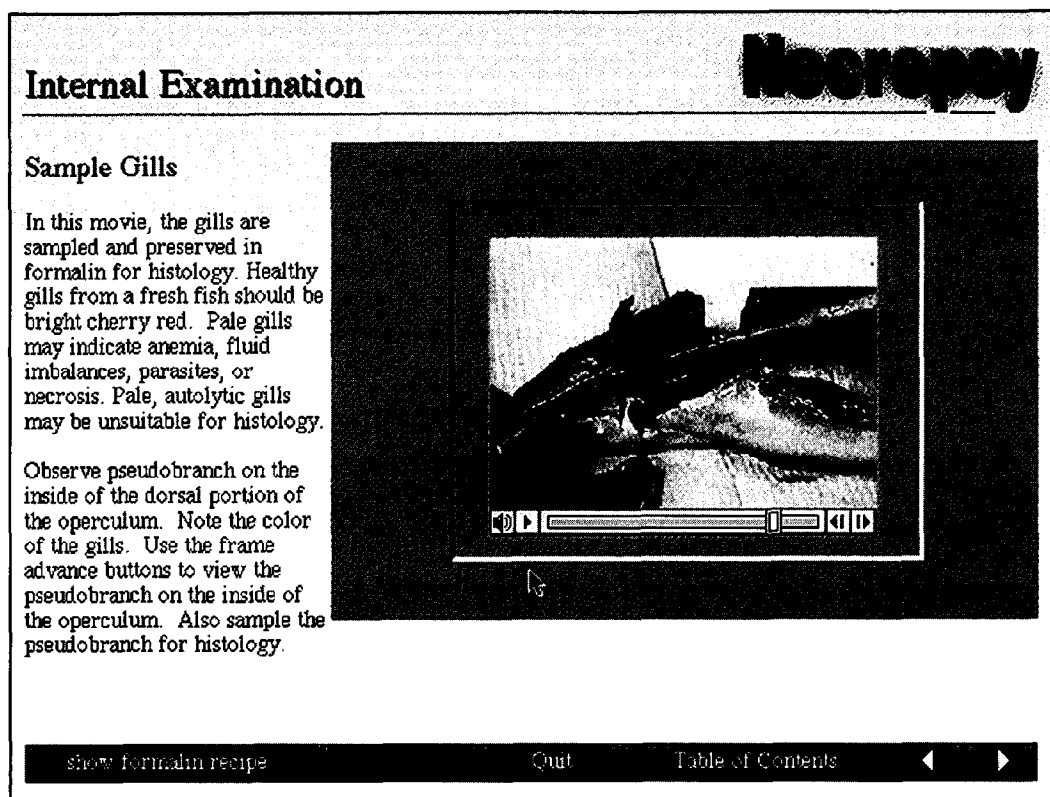 Necropsy
Internal Examination
Sample Gills
In this movie, the gills are
sampled and preserved in
formalin for histology. Healthy
gills from a fresh fish should be
bright cherry red. Pale gills
may indicate anemia, fluid
imbalances, parasites, or
necrosis. Pale, autolytic gills
may be unsuitable for histology.
Observe pseudobranch on the
inside of the dorsal portion of
the operculum. Note the color
of the gills. Use the frame
advance buttons to view the
pseudobranch on the inside of
the operculum. Also sample the
pseudobranch for histology.
show formalin recipe Quit Table of Contents